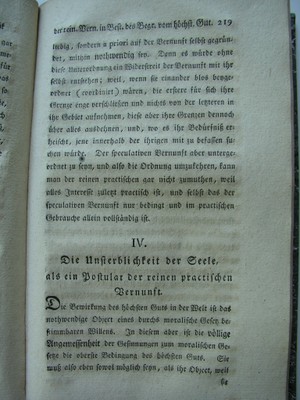 der rein. Vern. in Best. des Begr. vom höchst. Gut. 219
liebig, sondern a priori auf der Vernunft selbst gegrün-
det, mithin nothwendig sey. Denn es würde ohne
diese Unterordnung ein Widerstreit der Vernunft mit ihr
selbst entstehen; weil, wenn sie einander blos beyge-
ordnet (coordinirt) wären, die erstere für sich ihre
Grenze enge verschließen und nichts von der letzteren in
ihr Gebiet aufnehmen, diese aber ihre Grenzen dennoch
über alles ausdehnen, und, wo es ihr Bedürfniß er-
heischt, jene innerhalb der ihrigen mit zu befassen su-
chen würde. Der speculativen Vernunft aber unterge-
ordnet zu seyn, und also die Ordnung umzukehren, kann
man der reinen practischen gar nicht zumuthen, weil
alles Interesse zuletzt practisch ist, und selbst das der
speculativen Vernunft nur bedingt und im practischen
Gebrauche allein vollständig ist.
IV.
Die Unsterblichkeit der Seele,
als ein Postulat der reinen practischen
Vernunft.
Die Bewirkung des höchsten Guts in der Welt ist das
nothwendige Object eines durchs moralische Gesetz be-
stimmbaren Willens. In diesem aber ist die völlige
Angemessenheit der Gesinnungen zum moralischen Ge-
setze die oberste Bedingung des höchsten Guts. Sie
muß also eben sowol möglich seyn, als ihr Object, weil
sie